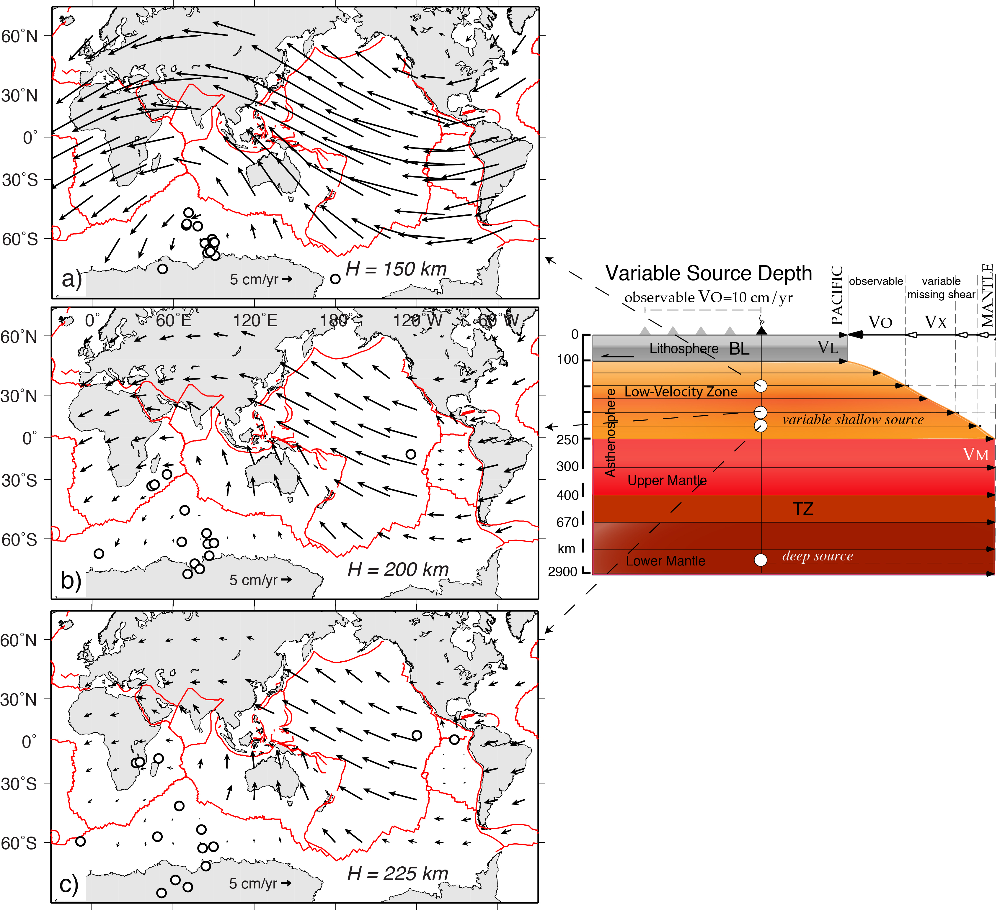 60°N
30°N
0°
30°S
60°S
a)
5 cm/yr
H = 150 km
0°
60°E
120°E
180°
120°W
60°W
60°N
30°N
0°
30°S
60°S
b)
5 cm/yr
H = 200 km
60°N
30°N
0°
30°S
60°S
c)
5 cm/yr
H = 225 km
Variable Source Depth
observable VO=10 cm/yr
PACIFIC
observable
variable
missing shear
MANTLE
VO
VX
0
100
250
300
400
670
km
2900
Lithosphere
BL
VL
Asthenosphere
Low-Velocity Zone
variable shallow source
VM
Upper Mantle
TZ
deep source
Lower Mantle